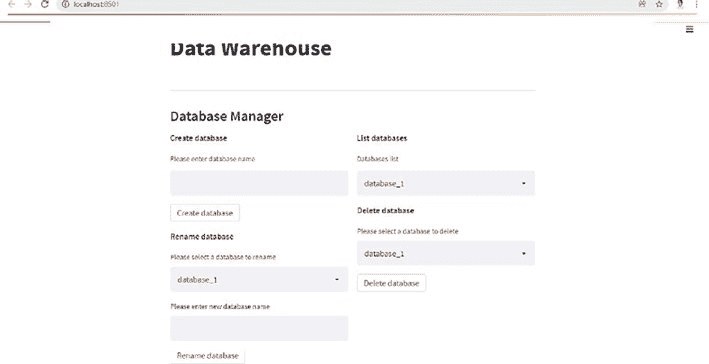 localhost:8501
Data Warehouse
Database Manager
Create database
Please enter database name
Create database
Rename database
Please select a database to rename
database_1
Please enter new database name
Rename database
List databases
Databases list
database_1
Delete database
Please select a database to delete
database_1
Delete database